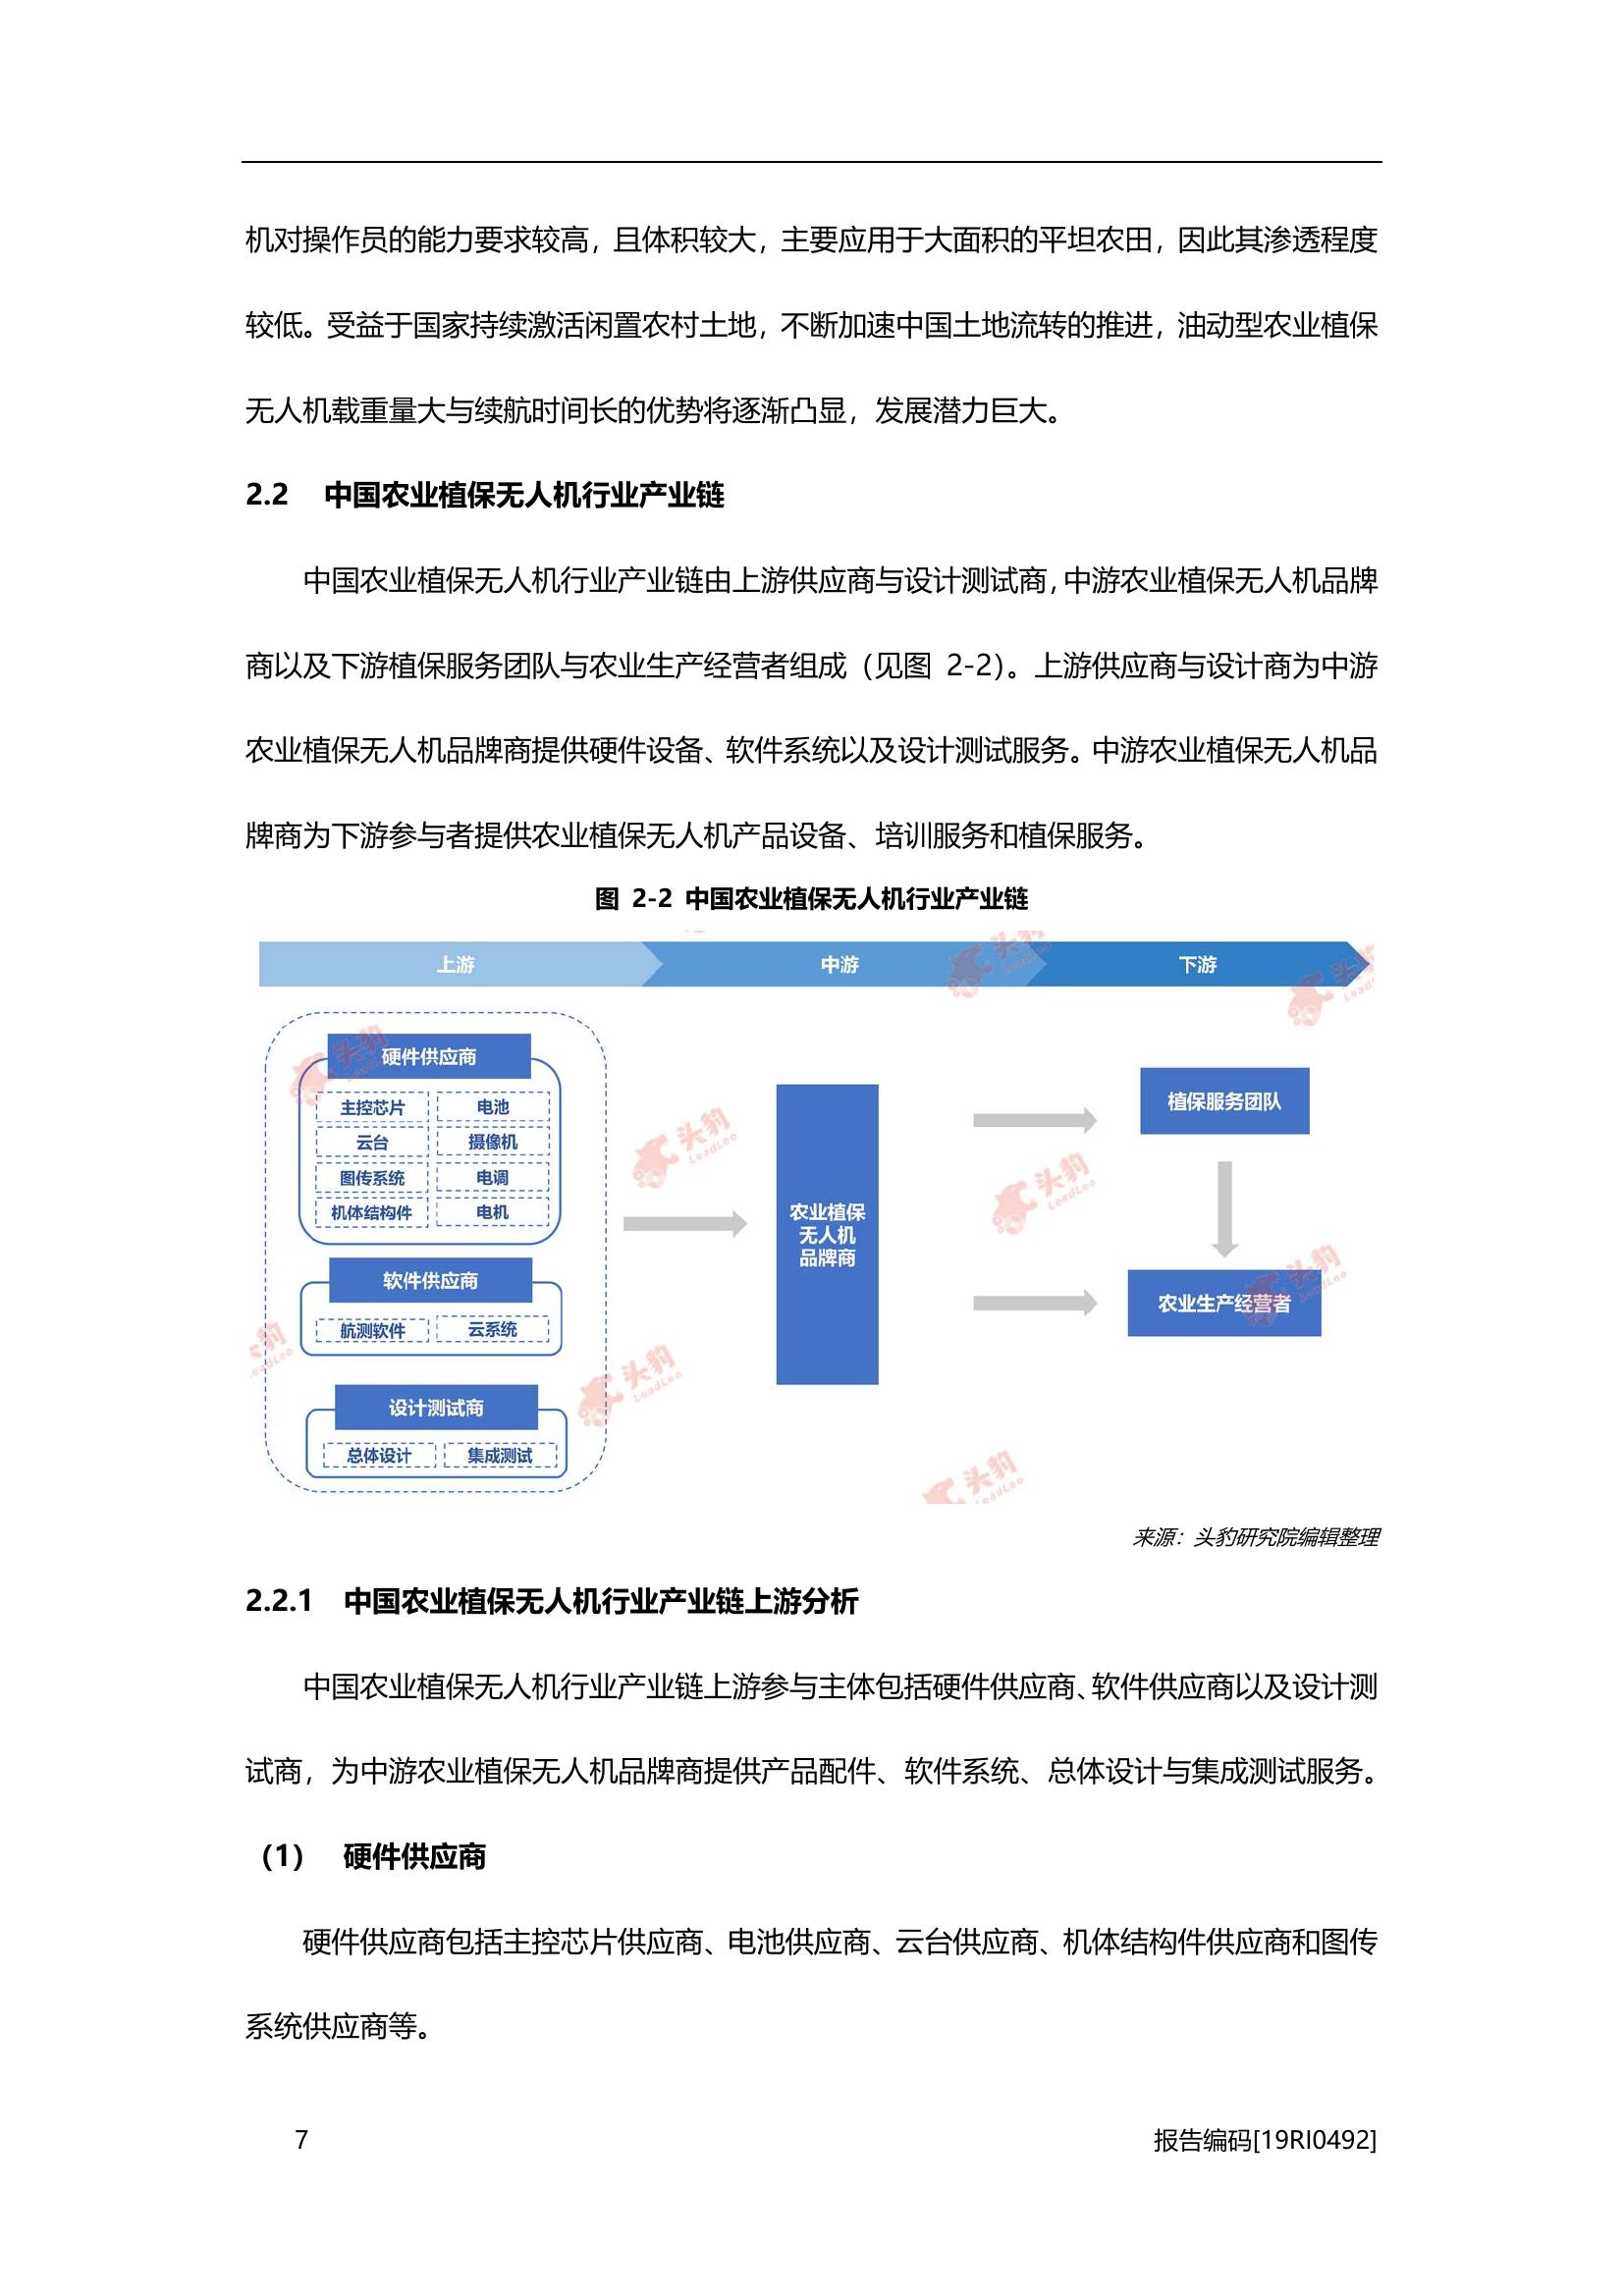 机对操作员的能力要求较高，且体积较大，主要应用于大面积的平坦农田，因此其渗透程度
较低。受益于国家持续激活闲置农村土地，不断加速中国土地流转的推进，油动型农业植保
无人机载重量大与续航时间长的优势将逐渐凸显，发展潜力巨大。
2.2 中国农业植保无人机行业产业链
中国农业植保无人机行业产业链由上游供应商与设计测试商，中游农业植保无人机品牌
商以及下游植保服务团队与农业生产经营者组成（见图 2-2）。上游供应商与设计商为中游
农业植保无人机品牌商提供硬件设备、软件系统以及设计测试服务。中游农业植保无人机品
牌商为下游参与者提供农业植保无人机产品设备、培训服务和植保服务。
图 2-2 中国农业植保无人机行业产业链
上游 中游 下游
硬件供应商
主控芯片 电池
云台 摄像机
图传系统 电调
机体结构件 电机
软件供应商
航测软件 云系统
设计测试商
总体设计 集成测试
农业植保
无人机
品牌商
植保服务团队
农业生产经营者
头豹
LeadLeo
头豹
LeadLeo
头豹
LeadLeo
头豹
LeadLeo
来源：头豹研究院编辑整理
2.2.1 中国农业植保无人机行业产业链上游分析
中国农业植保无人机行业产业链上游参与主体包括硬件供应商、软件供应商以及设计测
试商，为中游农业植保无人机品牌商提供产品配件、软件系统、总体设计与集成测试服务。
（1） 硬件供应商
硬件供应商包括主控芯片供应商、电池供应商、云台供应商、机体结构件供应商和图传
系统供应商等。
7 报告编码[19RI0492]